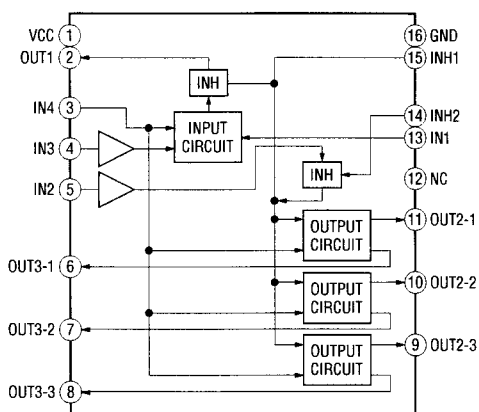 VCC 1
OUT1 2
IN4 3
IN3 4
IN2 5
OUT3-1 6
OUT3-2 7
OUT3-3 8
INH
INPUT
CIRCUIT
INH
OUTPUT
CIRCUIT
OUTPUT
CIRCUIT
OUTPUT
CIRCUIT
16 GND
15 INH1
14 INH2
13 IN1
12 NC
11 OUT2-1
10 OUT2-2
9 OUT2-3